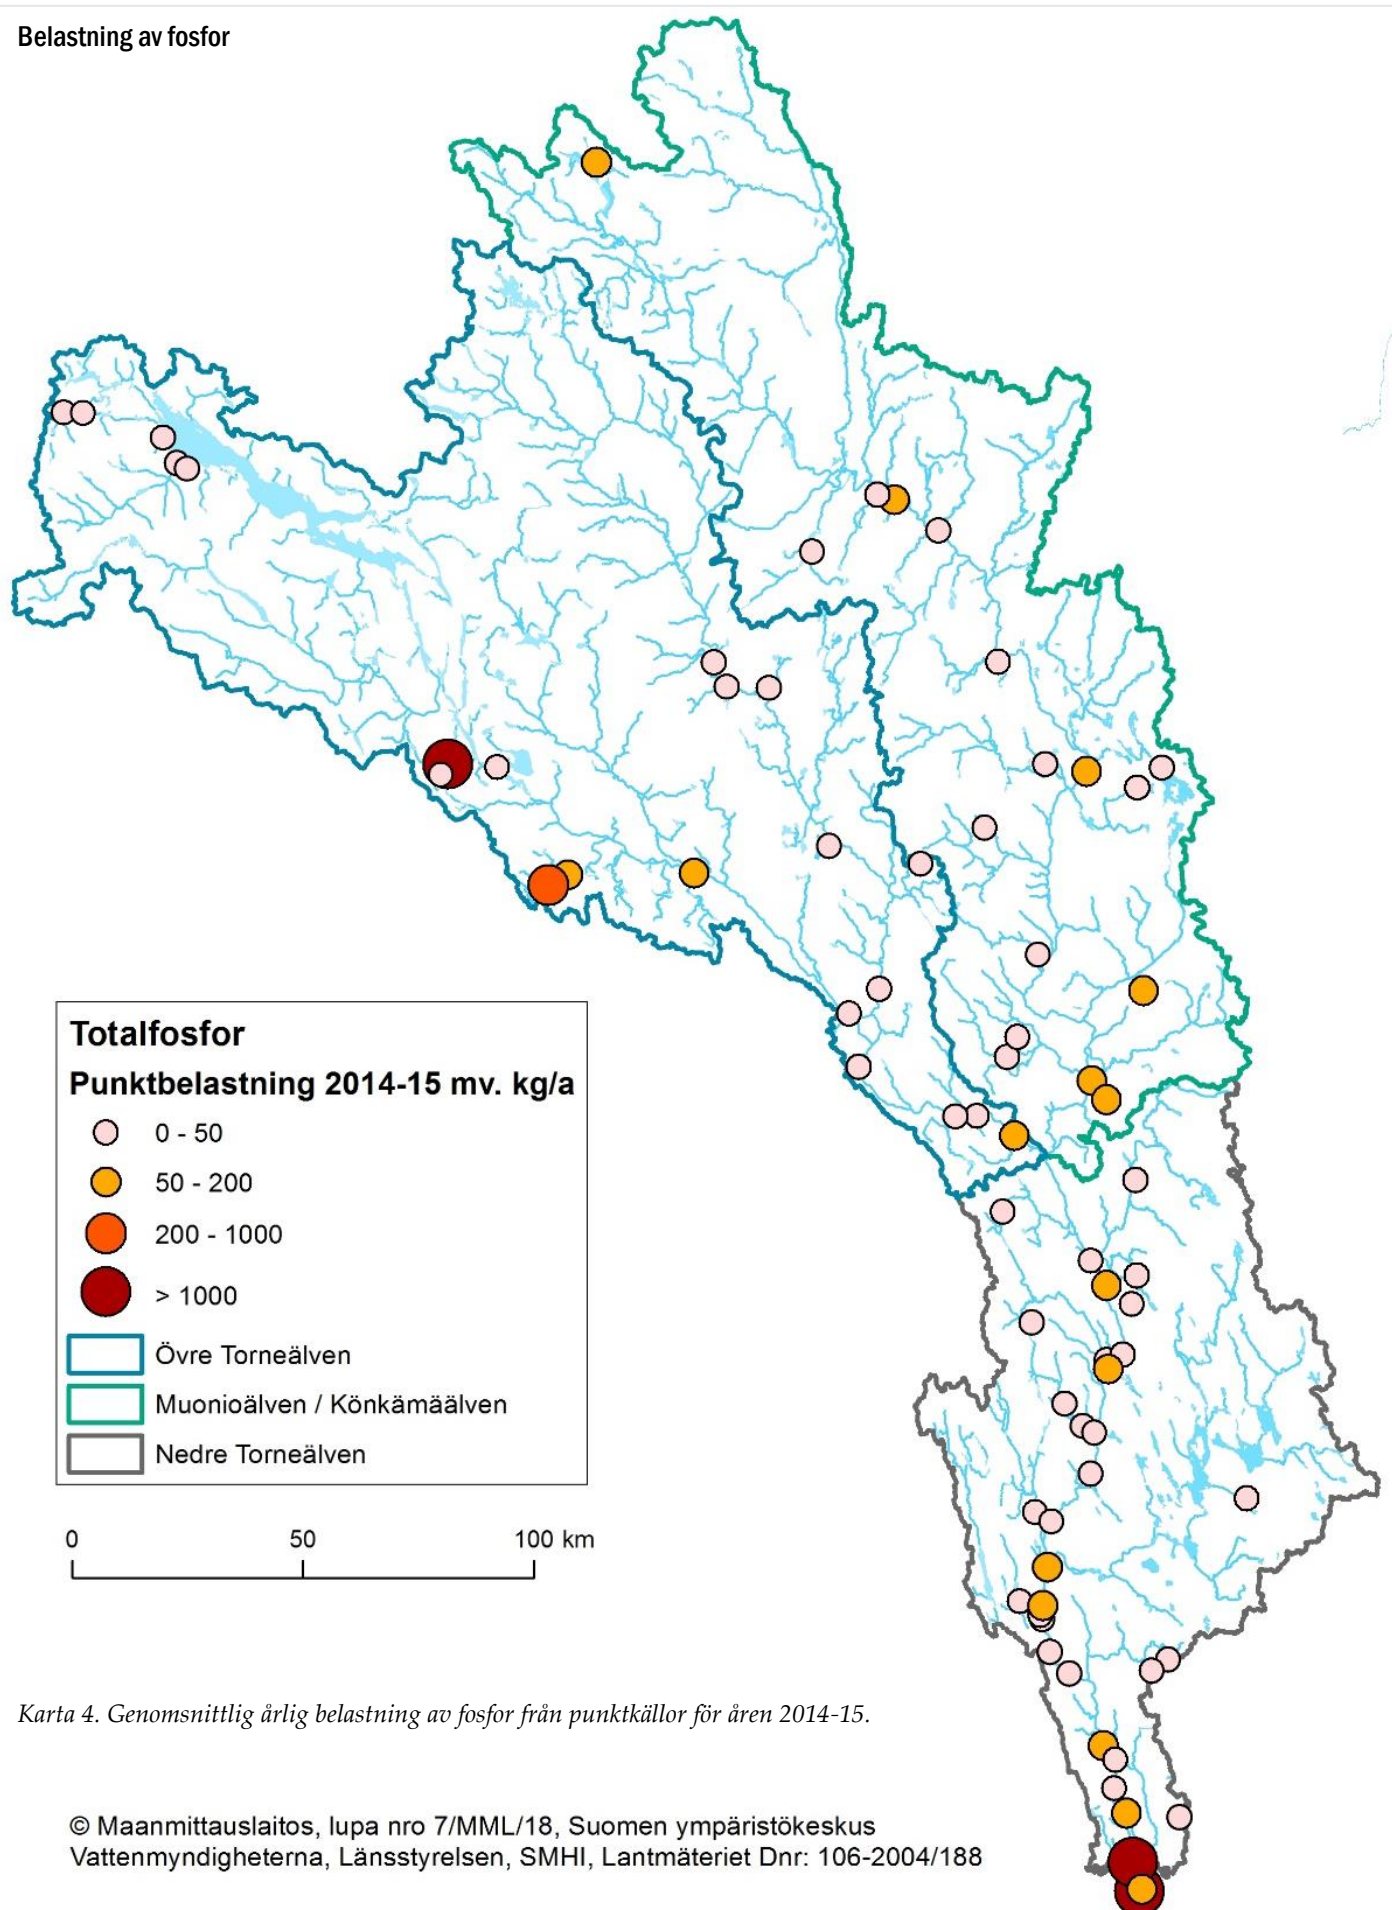 Belastning av fosfor
Totalfosfor
Punktbelastning 2014-15 mv. kg/a
0 - 50
50 - 200
200 - 1000
> 1000
Övre Torneälven
Muonioälven / Könkämäälven
Nedre Torneälven
0 50 100 km
Karta 4. Genomsnittlig årlig belastning av fosfor från punktkällor för åren 2014-15.
© Maanmittauslaitos, lupa nro 7/MML/18, Suomen ympäristökeskus
Vattenmyndigheterna, Länsstyrelsen, SMHI, Lantmäteriet Dnr: 106-2004/188